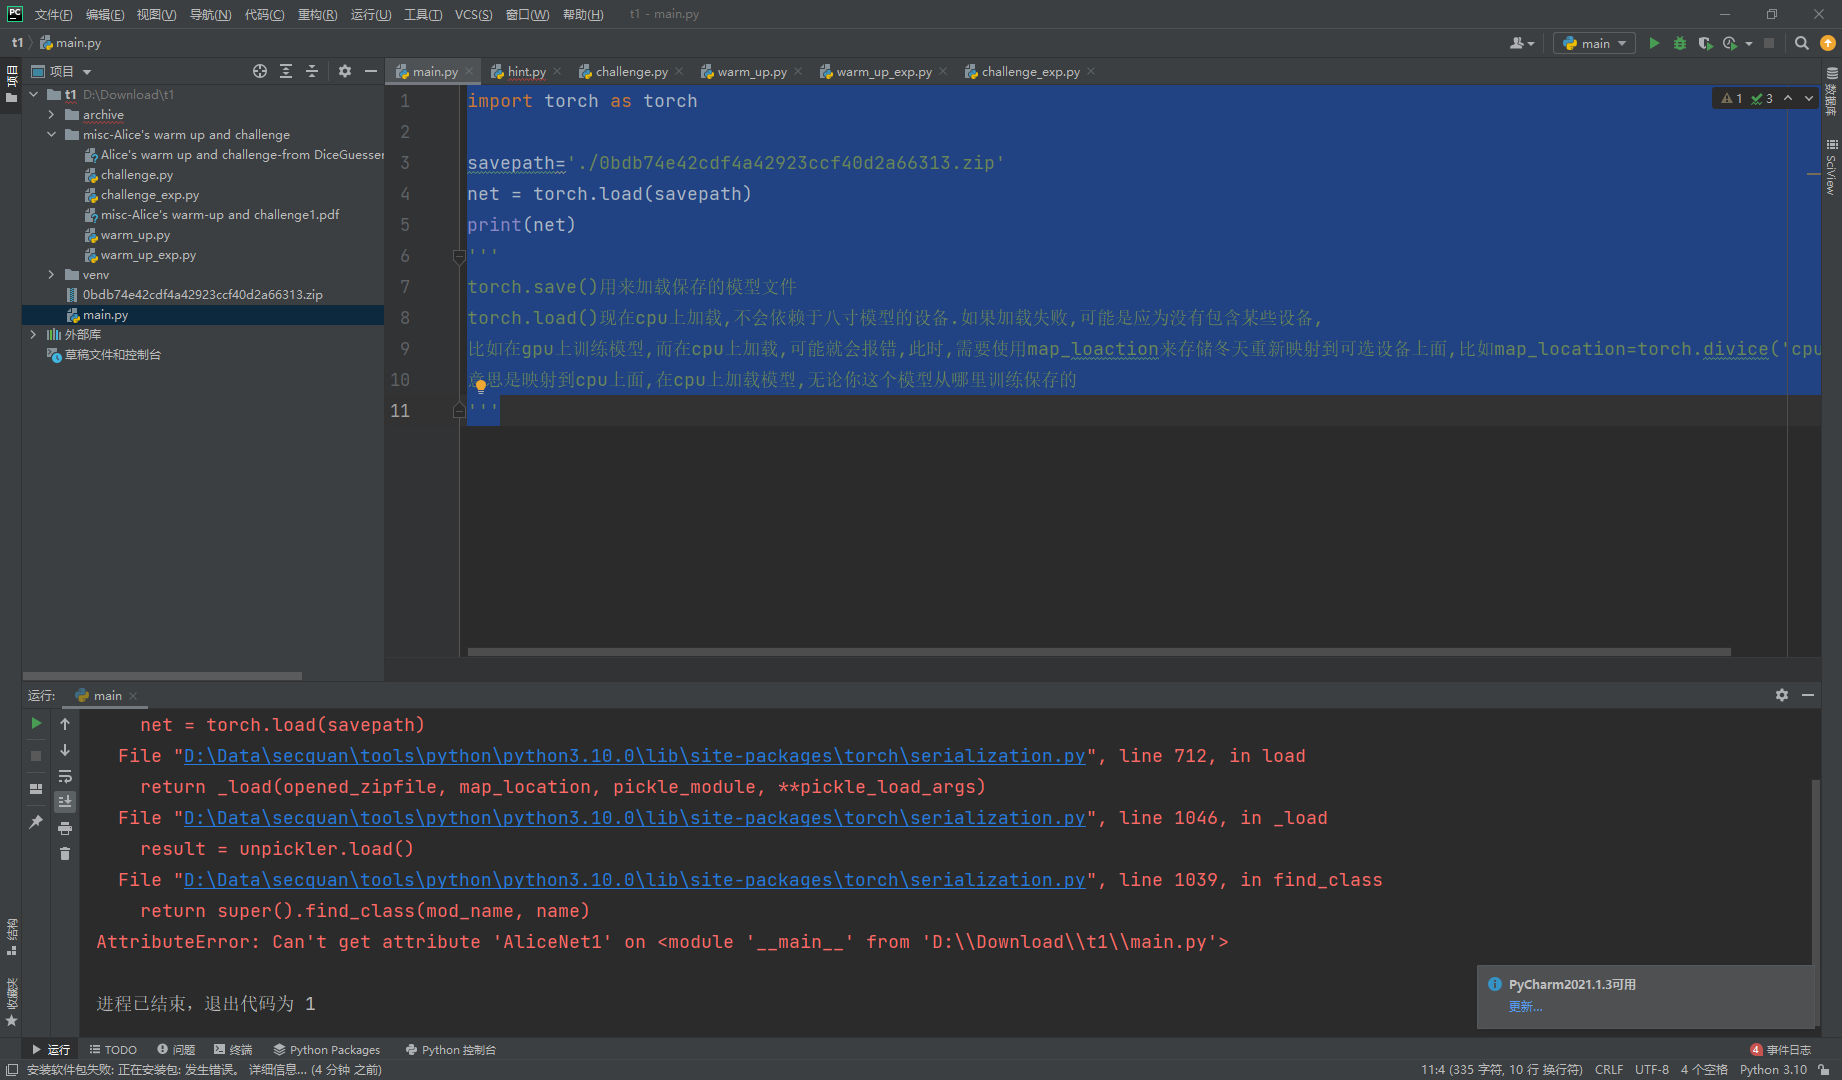 文件(F) 编辑(E) 视图(V) 导航(N) 代码(C) 重构(R) 运行(U) 工具(T) VCS(S) 窗口(W) 帮助(H) t1 - main.py
t1 main.py
main
项目
main.py hint.py challenge.py warm_up.py warm_up_exp.py challenge_exp.py
t1 D:\Download\t1
archive
misc-Alice's warm up and challenge
Alice's warm up and challenge-from DiceGuesser
challenge.py
challenge_exp.py
misc-Alice's warm-up and challenge1.pdf
warm_up.py
warm_up_exp.py
venv
0bdb74e42cdf4a42923ccf40d2a66313.zip
main.py
外部库
草稿文件和控制台
1 import torch as torch
2
3 savepath='./0bdb74e42cdf4a42923ccf40d2a66313.zip'
4 net = torch.load(savepath)
5 print(net)
6 '''
7 torch.save()用来加载保存的模型文件
8 torch.load()现在cpu上加载,不会依赖于八寸模型的设备.如果加载失败,可能是应为没有包含某些设备,
9 比如在gpu上训练模型,而在cpu上加载,可能就会报错,此时,需要使用map_loaction来存储冬天重新映射到可选设备上面,比如map_location=torch.divice('cpu
10 意思是映射到cpu上面,在cpu上加载模型,无论你这个模型从哪里训练保存的
11 '''
1 3
项目
数据库
SciView
运行: main
net = torch.load(savepath)
File "D:\Data\secquan\tools\python\python3.10.0\lib\site-packages\torch\serialization.py", line 712, in load
return _load(opened_zipfile, map_location, pickle_module, **pickle_load_args)
File "D:\Data\secquan\tools\python\python3.10.0\lib\site-packages\torch\serialization.py", line 1046, in _load
result = unpickler.load()
File "D:\Data\secquan\tools\python\python3.10.0\lib\site-packages\torch\serialization.py", line 1039, in find_class
return super().find_class(mod_name, name)
AttributeError: Can't get attribute 'AliceNet1' on <module '__main__' from 'D:\\Download\\t1\\main.py'>
进程已结束，退出代码为 1
结构
收藏夹
PyCharm2021.1.3可用
更新...
运行 TODO 问题 终端 Python Packages Python 控制台 4 事件日志
安装软件包失败: 正在安装包: 发生错误。 详细信息... (4 分钟 之前) 11:4 (335 字符, 10 行 换行符) CRLF UTF-8 4 个空格 Python 3.10